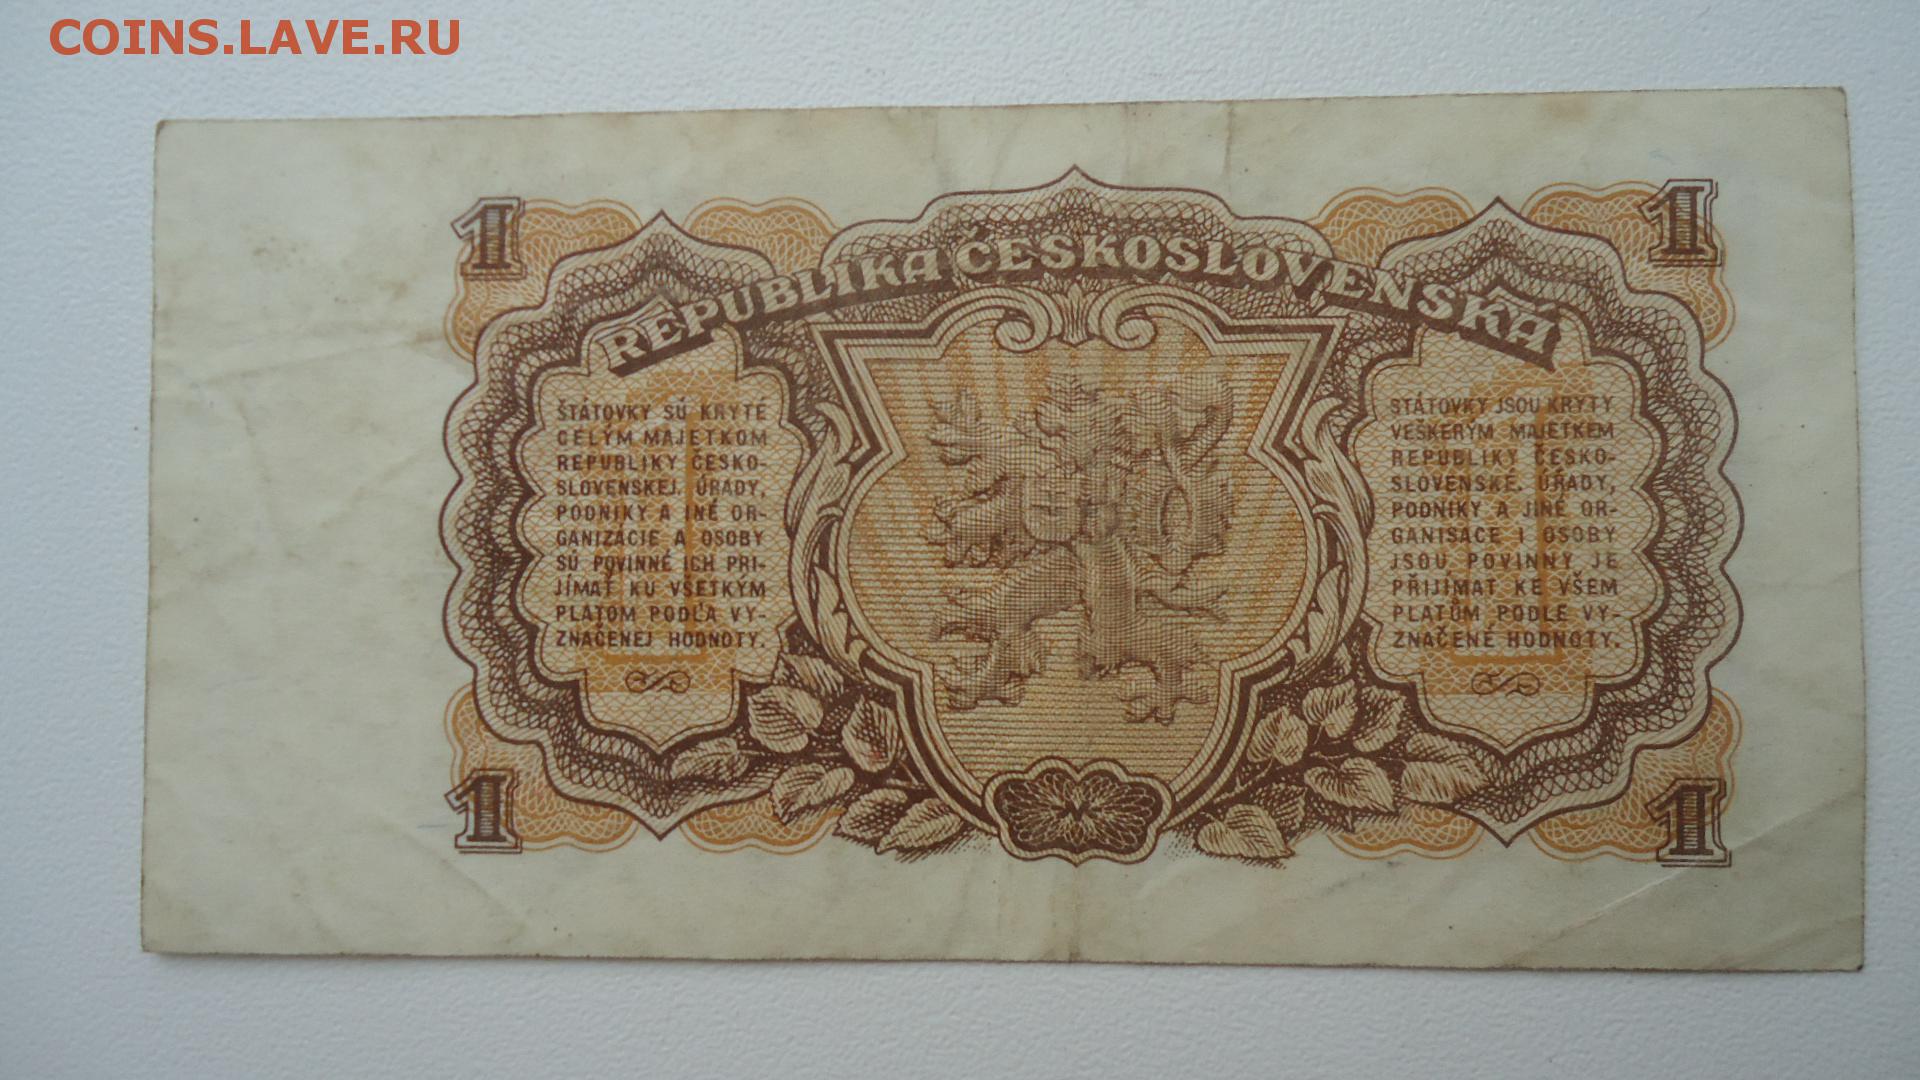 COINS.LAVE.RU
1
1
REPUBLIKA ČESKOSLOVENSKÁ
ŠTÁTOVKY SÚ KRYTÉ
CELÝM MAJETKOM
REPUBLIKY ČESKO-
SLOVENSKEJ. ÚRADY,
PODNIKY A INÉ OR-
GANIZÁCIE A OSOBY
SÚ POVINNÉ ICH PRI-
JÍMAŤ KU VŠETKÝM
PLATOM PODĽA VY-
ZNAČENEJ HODNOTY.
STÁTOVKY JSOU KRYTY
VEŠKERÝM MAJETKEM
REPUBLIKY ČESKO-
SLOVENSKÉ. ÚŘADY,
PODNIKY A JINÉ OR-
GANISACE I OSOBY
JSOU POVINNY JE
PŘIJÍMAT KE VŠEM
PLATŮM PODLE VY-
ZNAČENÉ HODNOTY.
1
1
1
1